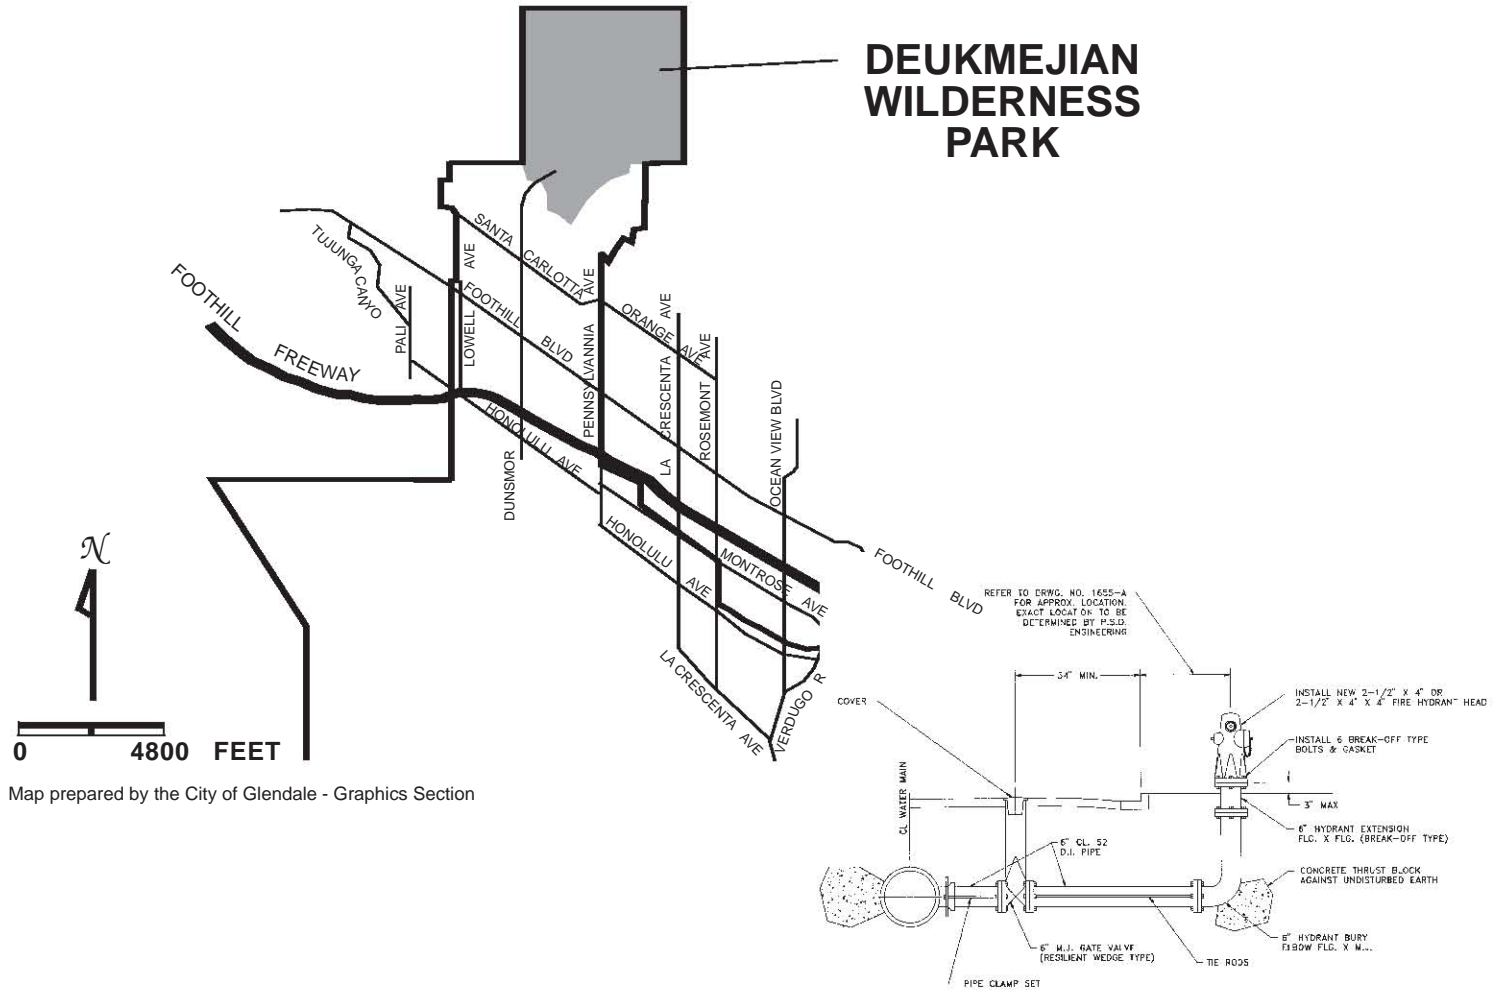 DEUKMEJIAN
WILDERNESS
PARK
SANTA CARLOTTA AVE
TUJUNGA CANYO
FOOTHILL
FREEWAY
PALI AVE
LOWELL AVE
FOOTHILL BLVD
PENNSYLVANNIA AVE
ORANGE AVE
LA CRESCENTA AVE
ROSEMONT AVE
OCEAN VIEW BLVD
HONOLULU AVE
DUNSMOR
HONOLULU AVE
MONTROSE AVE
FOOTHILL BLVD
LA CRESCENTA AVE
VERDUGO R
N
0 4800 FEET
Map prepared by the City of Glendale - Graphics Section
REFER TO DRWG. NO. 1655-A
FOR APPROX. LOCATION.
EXACT LOCATION TO BE
DETERMINED BY P.S.D.
ENGINEERING
54" MIN.
COVER
INSTALL NEW 2-1/2" X 4" OR
2-1/2" X 4" X 4" FIRE HYDRANT HEAD
INSTALL 6 BREAK-OFF TYPE
BOLTS & GASKET
3" MAX
CL WATER MAIN
6" HYDRANT EXTENSION
FLG. X FLG. (BREAK-OFF TYPE)
6" CL. 52
D.I. PIPE
CONCRETE THRUST BLOCK
AGAINST UNDISTURBED EARTH
6" HYDRANT BURY
ELBOW FLG. X M...
6" M.J. GATE VALVE
(RESILIENT WEDGE TYPE)
TIE RODS
PIPE CLAMP SET